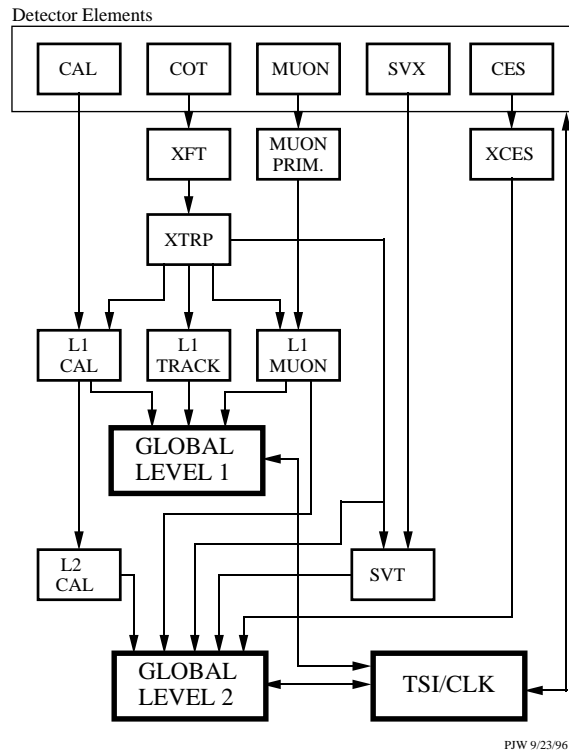 Detector Elements
CAL
COT
MUON
SVX
CES
XFT
MUON
PRIM.
XCES
XTRP
L1
CAL
L1
TRACK
L1
MUON
GLOBAL
LEVEL 1
L2
CAL
SVT
GLOBAL
LEVEL 2
TSI/CLK
PJW 9/23/96